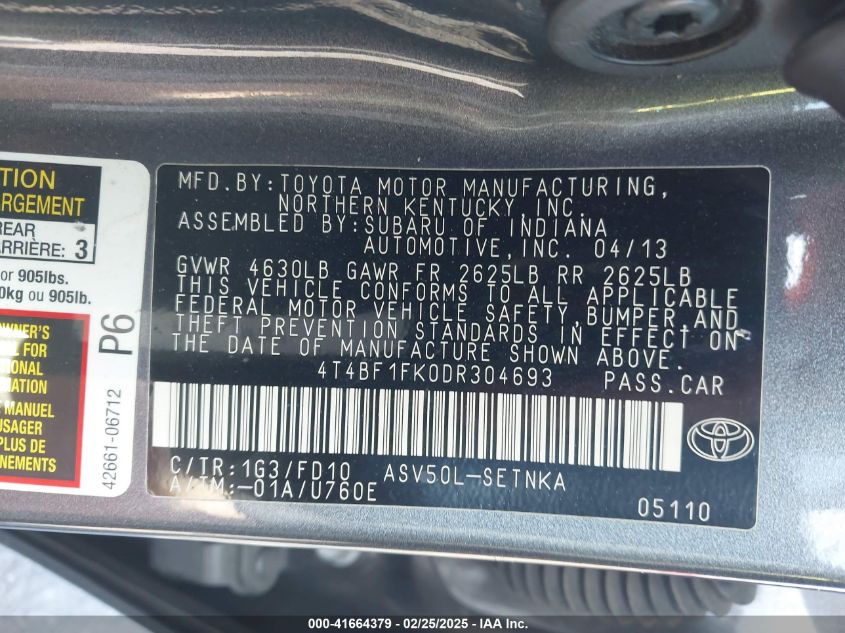 TION
RGEMENT
REAR
ARRIÈRE: 3
or 905lbs.
0kg ou 905lb.
P6
WNER'S
L FOR
TIONAL
MATION
MANUEL
USAGER
PLUS DE
NEMENTS.
42661-06712
MFD.BY:TOYOTA MOTOR MANUFACTURING,
NORTHERN KENTUCKY,INC.
ASSEMBLED BY:SUBARU OF INDIANA
AUTOMOTIVE,INC. 04/13
GVWR 4630LB GAWR FR 2625LB RR 2625LB
THIS VEHICLE CONFORMS TO ALL APPLICABLE
FEDERAL MOTOR VEHICLE SAFETY,BUMPER,AND
THEFT PREVENTION STANDARDS IN EFFECT ON
THE DATE OF MANUFACTURE SHOWN ABOVE.
4T4BF1FK0DR304693 PASS.CAR
C/TR:1G3/FD10 ASV50L-SETNKA
A/TM:-01A/U760E
05110
000-41664379 - 02/25/2025 - IAA Inc.